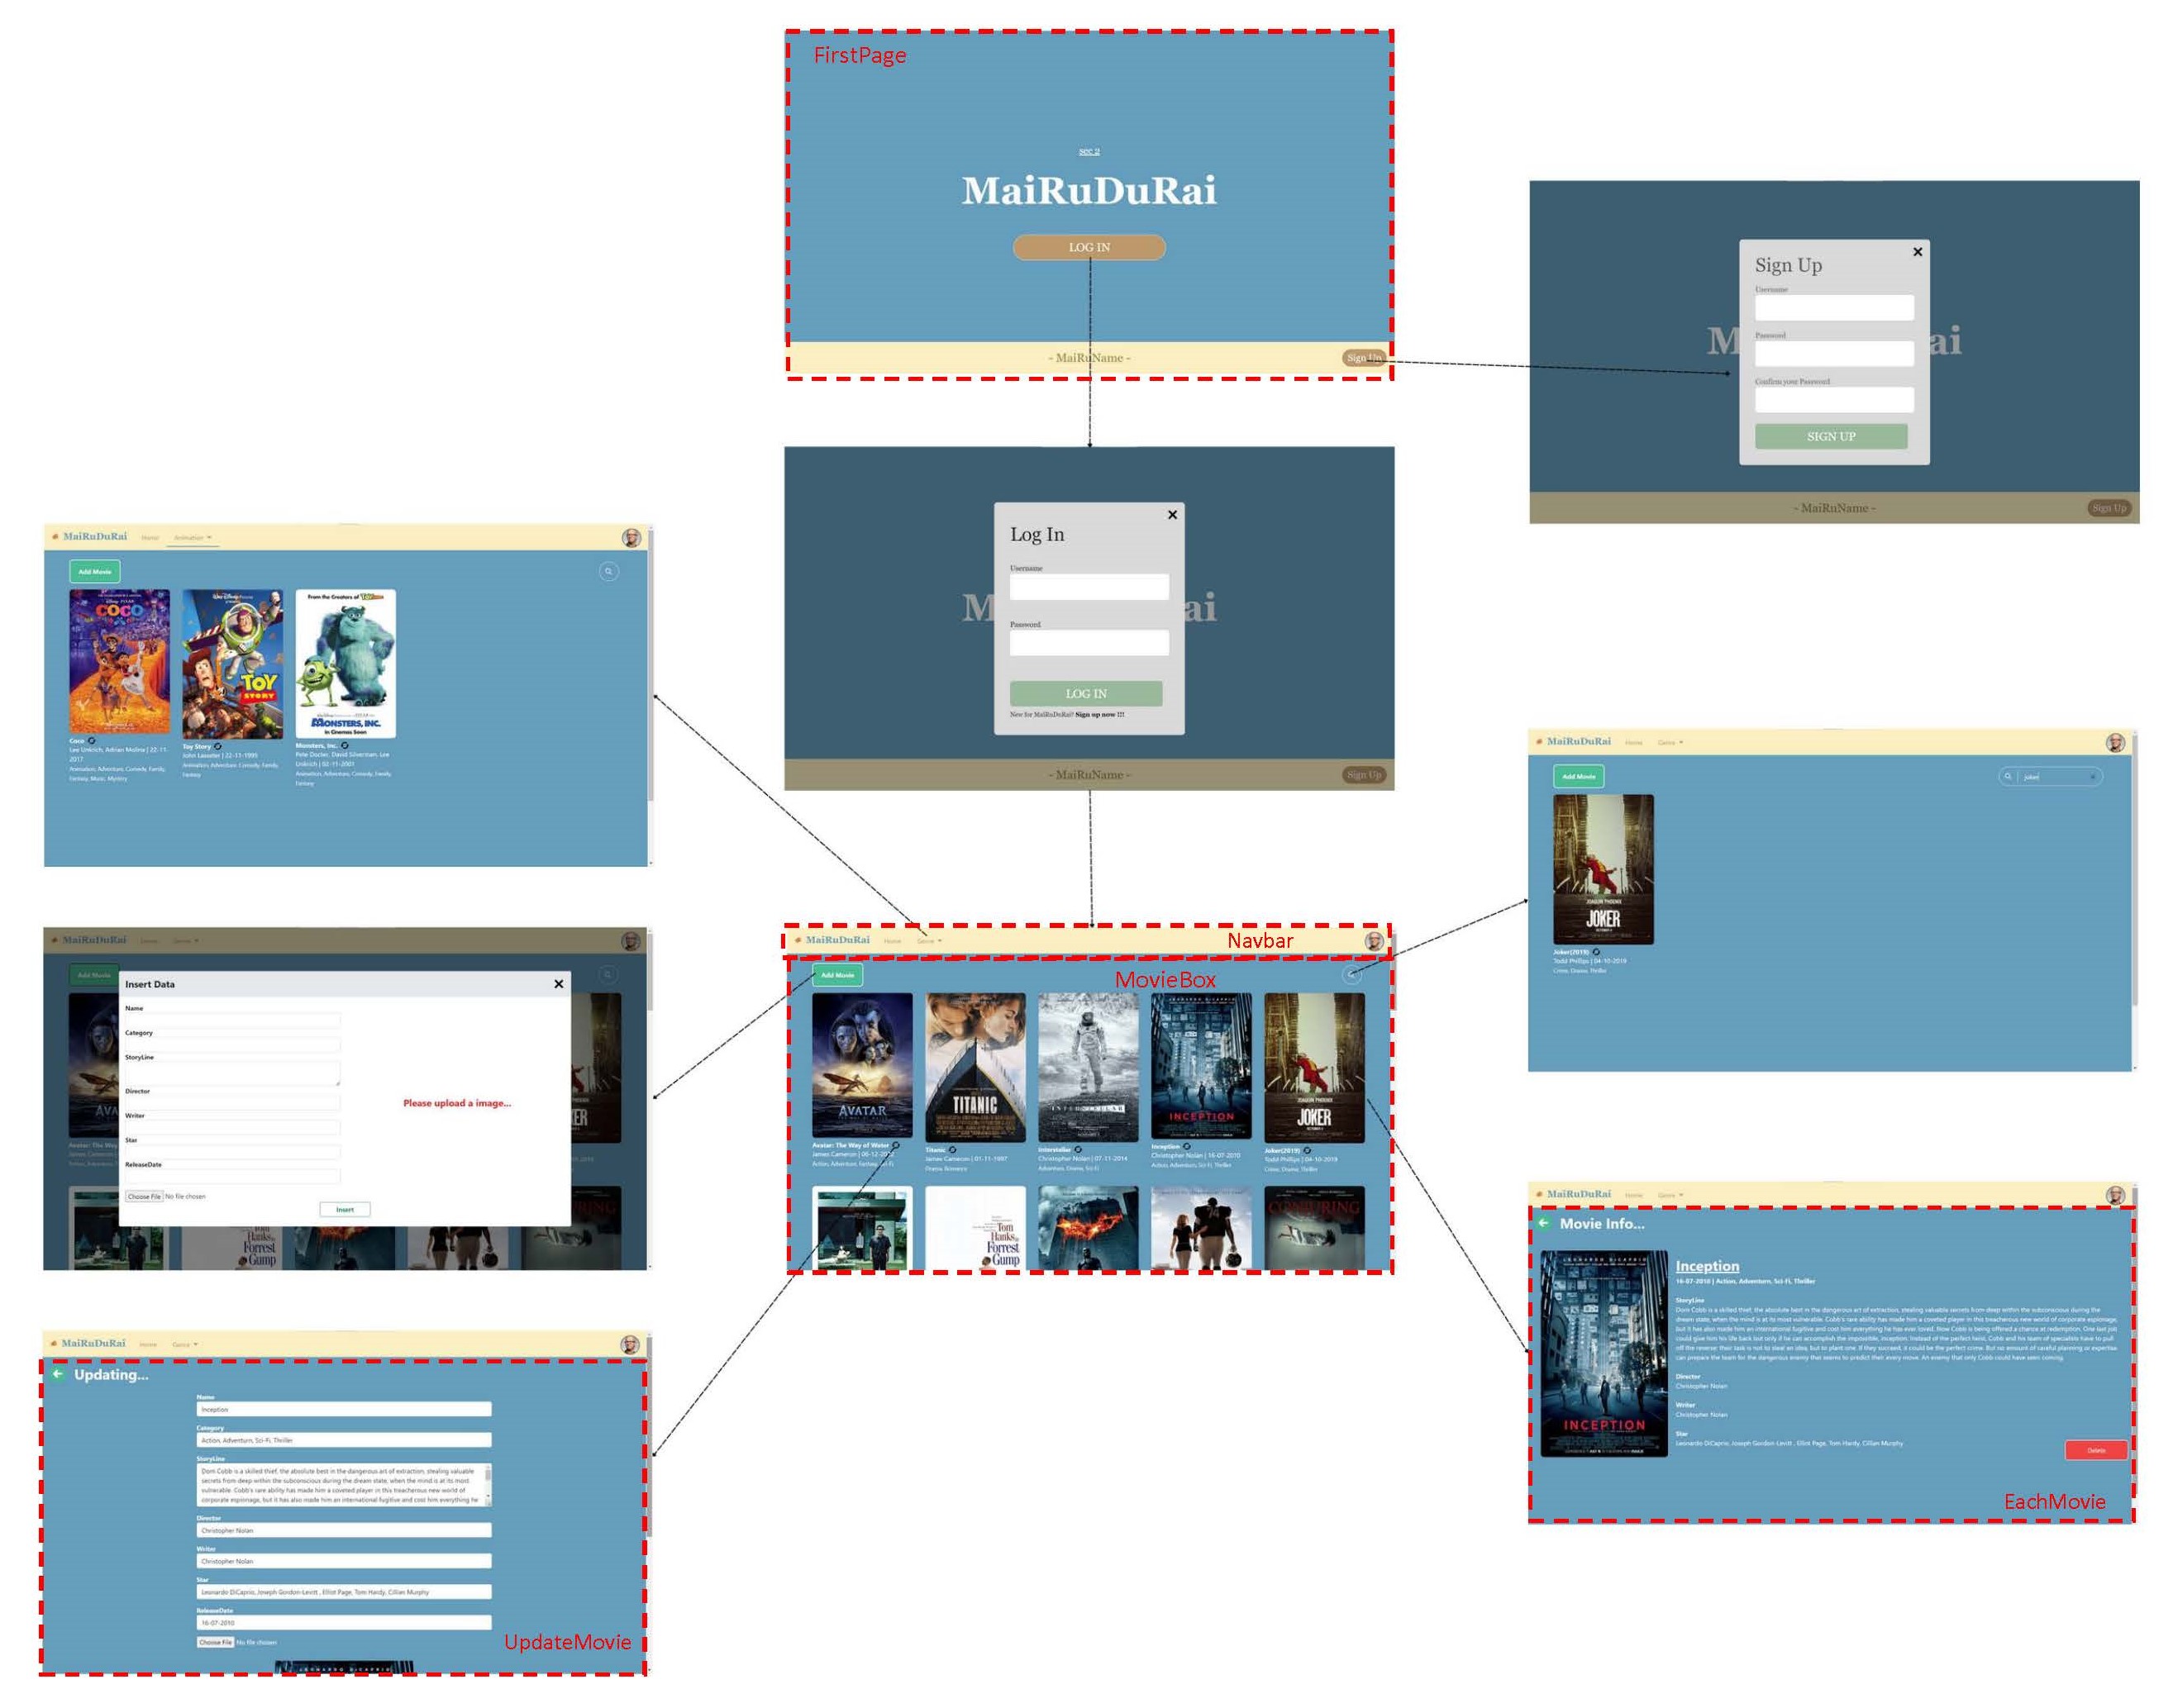 FirstPage
sec 2
MaiRuDuRai
LOG IN
- MaiRuName -
Sign Up
Sign Up
Username
Password
Confirm your Password
SIGN UP
M
ai
- MaiRuName -
Sign Up
Log In
Username
Password
LOG IN
New for MaiRuDuRai? Sign up now !!!
M
ai
- MaiRuName -
Sign Up
MaiRuDuRai Home Animation
Add Movie
COCO
TOY STORY
From the Creators of
MONSTERS, INC.
In Cinemas Soon
Coco
Lee Unkrich, Adrian Molina | 22-11-
2017
Animation, Adventure, Comedy, Family,
Fantasy, Music, Mystery
Toy Story
John Lasseter | 22-11-1995
Animation, Adventure, Comedy, Family,
Fantasy
Monsters, Inc.
Pete Docter, David Silverman, Lee
Unkrich | 02-11-2001
Animation, Adventure, Comedy, Family,
Fantasy
MaiRuDuRai Home Genre
Add Movie
joker
JOAQUIN PHOENIX
JOKER
OCTOBER 4
Joker(2019)
Todd Phillips | 04-10-2019
Crime, Drama, Thriller
MaiRuDuRai Home Genre
Add Movie
Insert Data
Name
Category
StoryLine
Director
Writer
Star
ReleaseDate
Choose File No file chosen
Please upload a image...
Insert
Tom
Hanks is
Forrest
Gump
MaiRuDuRai Home Genre
Navbar
MovieBox
Add Movie
AVATAR
TITANIC
INTERSTELLAR
LEONARDO DICAPRIO
INCEPTION
JOAQUIN PHOENIX
JOKER
OCTOBER 4
Avatar: The Way of Water
James Cameron | 06-12-2022
Action, Adventure, Fantasy, Sci-Fi
Titanic
James Cameron | 01-11-1997
Drama, Romance
Interstellar
Christopher Nolan | 07-11-2014
Adventure, Drama, Sci-Fi
Inception
Christopher Nolan | 16-07-2010
Action, Adventurn, Sci-Fi, Thriller
Joker(2019)
Todd Phillips | 04-10-2019
Crime, Drama, Thriller
Tom
Hanks is
Forrest
Gump
CONJURING
MaiRuDuRai Home Genre
Updating...
Name
Inception
Category
Action, Adventurn, Sci-Fi, Thriller
StoryLine
Dom Cobb is a skilled thief, the absolute best in the dangerous art of extraction, stealing valuable
secrets from deep within the subconscious during the dream state, when the mind is at its most
vulnerable. Cobb's rare ability has made him a coveted player in this treacherous new world of
corporate espionage, but it has also made him an international fugitive and cost him everything he
Director
Christopher Nolan
Writer
Christopher Nolan
Star
Leonardo DiCaprio, Joseph Gordon-Levitt , Elliot Page, Tom Hardy, Cillian Murphy
ReleaseDate
16-07-2010
Choose File No file chosen
UpdateMovie
MaiRuDuRai Home Genre
Movie Info...
LEONARDO DICAPRIO
INCEPTION
Inception
16-07-2010 | Action, Adventurn, Sci-Fi, Thriller
StoryLine
Dom Cobb is a skilled thief, the absolute best in the dangerous art of extraction, stealing valuable secrets from deep within the subconscious during the
dream state, when the mind is at its most vulnerable. Cobb's rare ability has made him a coveted player in this treacherous new world of corporate espionage,
but it has also made him an international fugitive and cost him everything he has ever loved. Now Cobb is being offered a chance at redemption. One last job
could give him his life back but only if he can accomplish the impossible, inception. Instead of the perfect heist, Cobb and his team of specialists have to pull
off the reverse: their task is not to steal an idea, but to plant one. If they succeed, it could be the perfect crime. But no amount of careful planning or expertise
can prepare the team for the dangerous enemy that seems to predict their every move. An enemy that only Cobb could have seen coming.
Director
Christopher Nolan
Writer
Christopher Nolan
Star
Leonardo DiCaprio, Joseph Gordon-Levitt , Elliot Page, Tom Hardy, Cillian Murphy
Delete
EachMovie